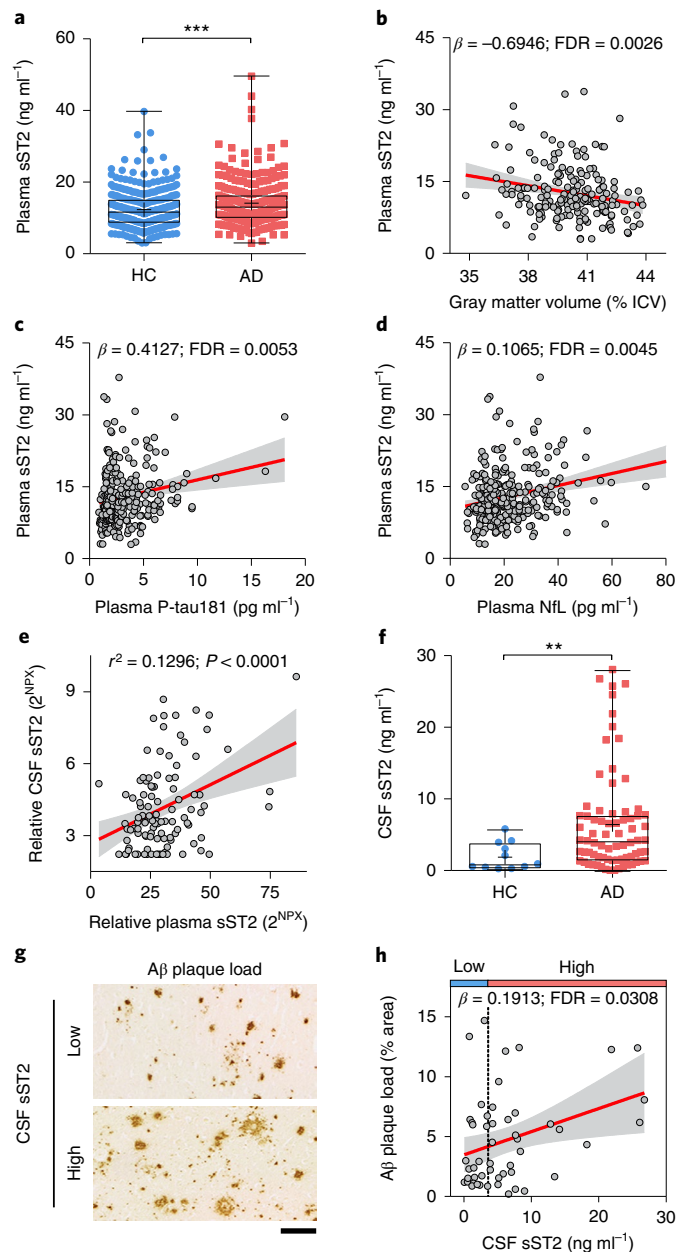 a
***
60
40
20
0
Plasma sST2 (ng ml⁻¹)
HC
AD
b
β = –0.6946; FDR = 0.0026
45
30
15
0
Plasma sST2 (ng ml⁻¹)
35
38
41
44
Gray matter volume (% ICV)
c
β = 0.4127; FDR = 0.0053
45
30
15
0
Plasma sST2 (ng ml⁻¹)
0
5
10
15
20
Plasma P-tau181 (pg ml⁻¹)
d
β = 0.1065; FDR = 0.0045
45
30
15
0
Plasma sST2 (ng ml⁻¹)
0
20
40
60
80
Plasma NfL (pg ml⁻¹)
e
r² = 0.1296; P < 0.0001
9
6
3
Relative CSF sST2 (2^NPX)
0
25
50
75
Relative plasma sST2 (2^NPX)
f
**
30
20
10
0
CSF sST2 (ng ml⁻¹)
HC
AD
g
Aβ plaque load
CSF sST2
Low
High
h
Low
High
β = 0.1913; FDR = 0.0308
15
10
5
0
Aβ plaque load (% area)
0
10
20
30
CSF sST2 (ng ml⁻¹)